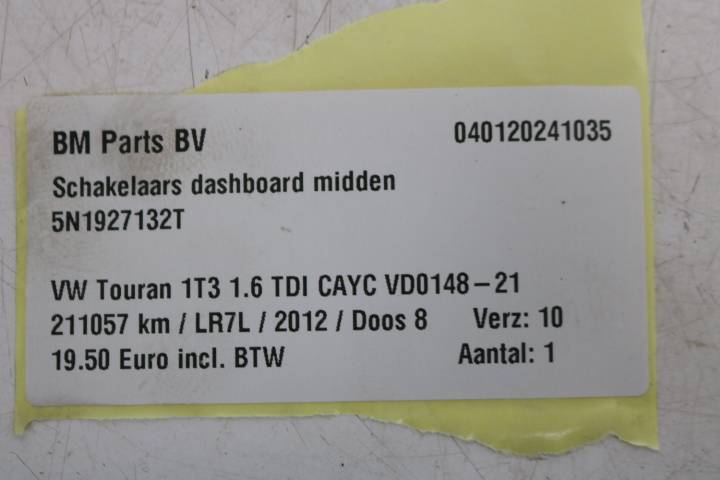 BM Parts BV 040120241035
Schakelaars dashboard midden
5N1927132T
VW Touran 1T3 1.6 TDI CAYC VD0148-21
211057 km / LR7L / 2012 / Doos 8 Verz: 10
19.50 Euro incl. BTW Aantal: 1